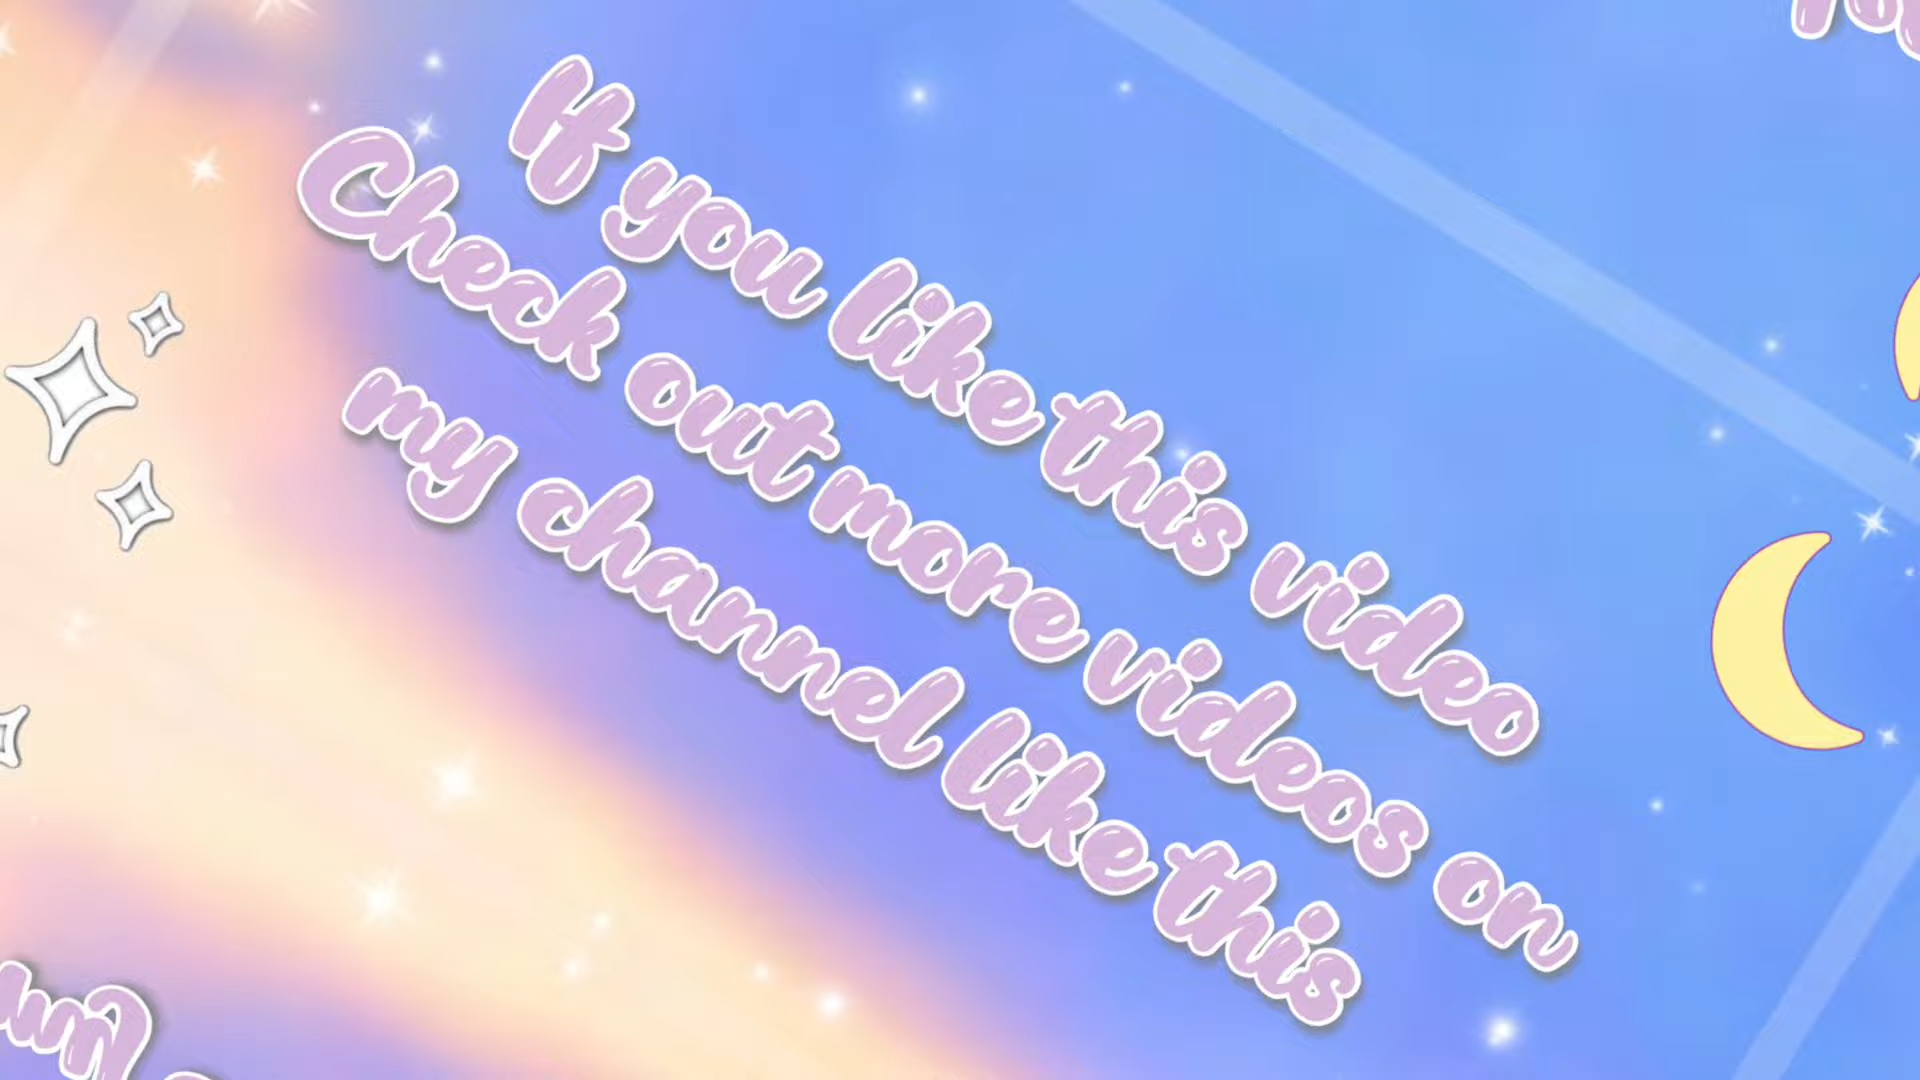 If you like this video
Check out more videos on
my channel like this